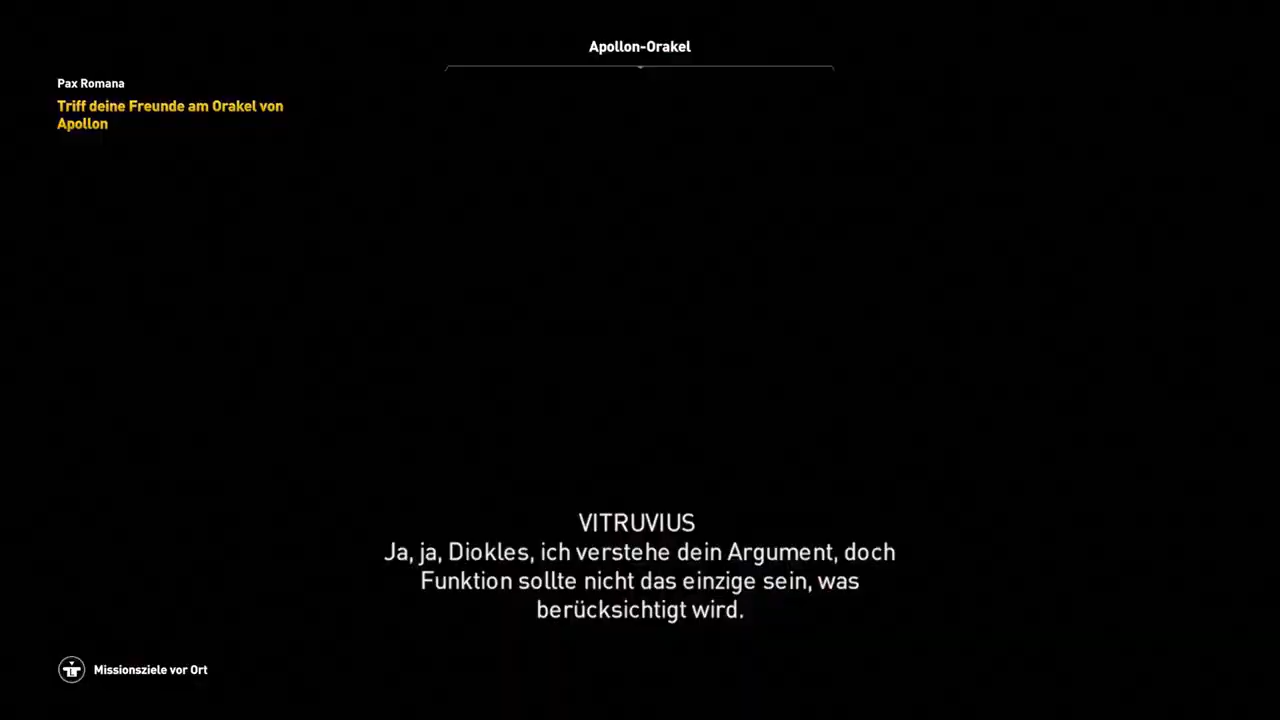 Apollon-Orakel
Pax Romana
Triff deine Freunde am Orakel von
Apollon
VITRUVIUS
Ja, ja, Diokles, ich verstehe dein Argument, doch
Funktion sollte nicht das einzige sein, was
berücksichtigt wird.
Missionsziele vor Ort